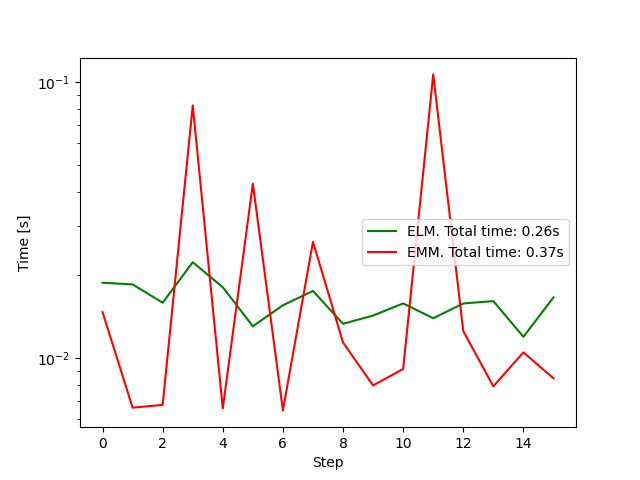 10⁻¹
10⁻²
Time [s]
ELM. Total time: 0.26s
EMM. Total time: 0.37s
0 2 4 6 8 10 12 14
Step